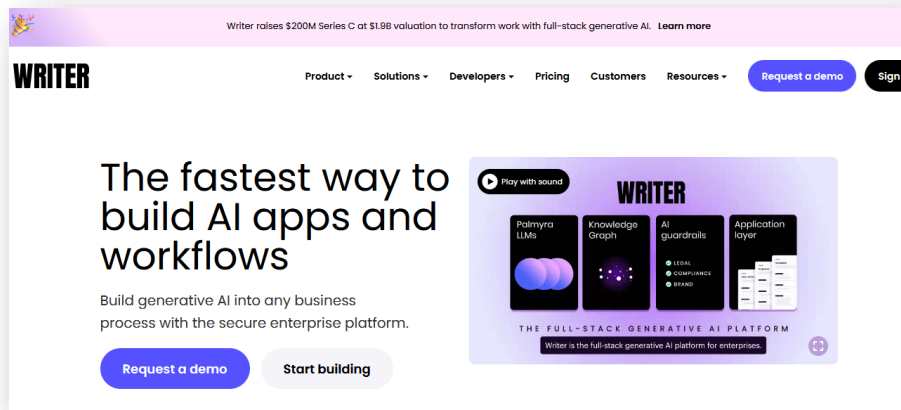 Writer raises $200M Series C at $1.9B valuation to transform work with full-stack generative AI. Learn more
WRITER
Product Solutions Developers Pricing Customers Resources Request a demo Sign
The fastest way to
build AI apps and
workflows
Build generative AI into any business
process with the secure enterprise platform.
Request a demo Start building
Play with sound
WRITER
Palmyra
LLMs
Knowledge
Graph
AI
guardrails
LEGAL
COMPLIANCE
BRAND
Application
layer
THE FULL-STACK GENERATIVE AI PLATFORM
Writer is the full-stack generative AI platform for enterprises.